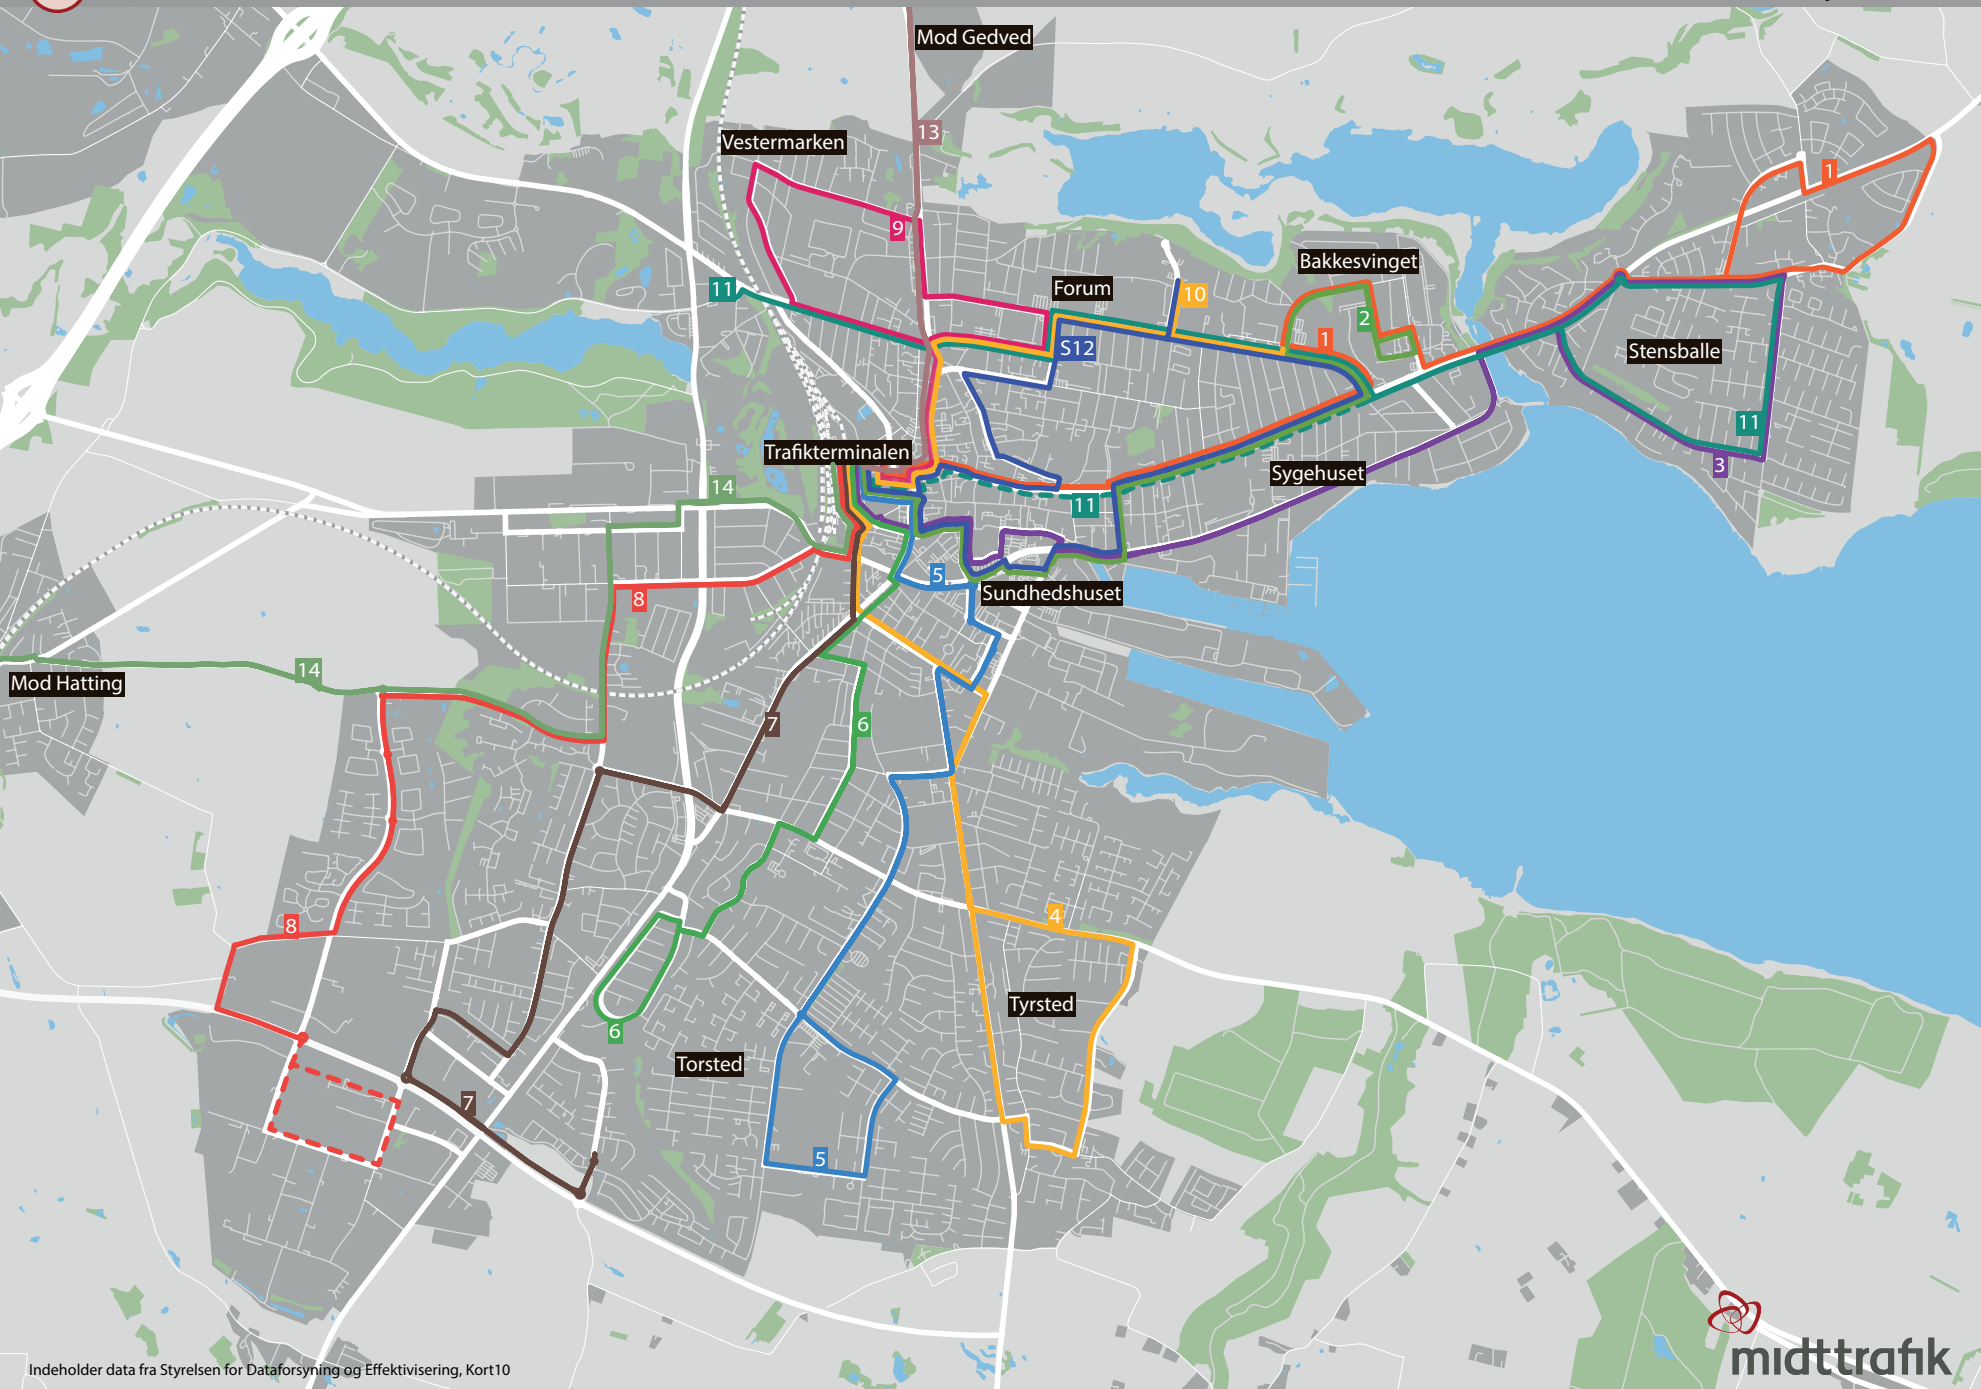 Mod Gedved
13
Vestermarken
1
9
Bakkesvinget
11
Forum
10
2
1
S12
Stensballe
11
Trafikterminalen
3
Sygehuset
14
11
5
Sundhedshuset
8
14
Mod Hatting
7
6
4
8
Tyrsted
6
Torsted
7
5
midttrafik
Indeholder data fra Styrelsen for Dataforsyning og Effektivisering, Kort10